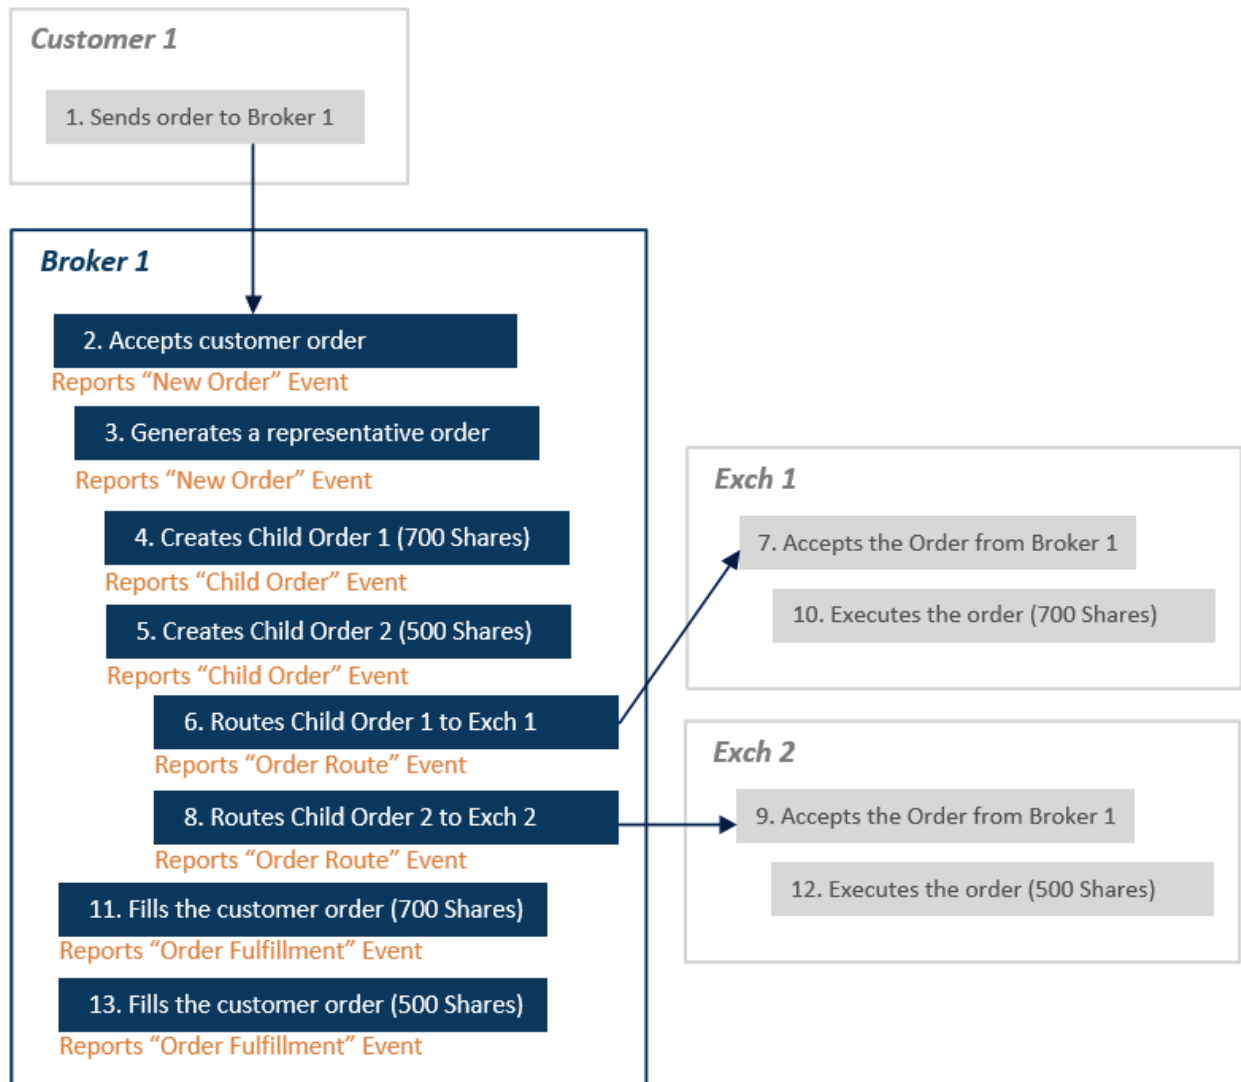 Customer 1
1. Sends order to Broker 1
Broker 1
2. Accepts customer order
Reports “New Order” Event
3. Generates a representative order
Reports “New Order” Event
4. Creates Child Order 1 (700 Shares)
Reports “Child Order” Event
5. Creates Child Order 2 (500 Shares)
Reports “Child Order” Event
6. Routes Child Order 1 to Exch 1
Reports “Order Route” Event
8. Routes Child Order 2 to Exch 2
Reports “Order Route” Event
11. Fills the customer order (700 Shares)
Reports “Order Fulfillment” Event
13. Fills the customer order (500 Shares)
Reports “Order Fulfillment” Event
Exch 1
7. Accepts the Order from Broker 1
10. Executes the order (700 Shares)
Exch 2
9. Accepts the Order from Broker 1
12. Executes the order (500 Shares)